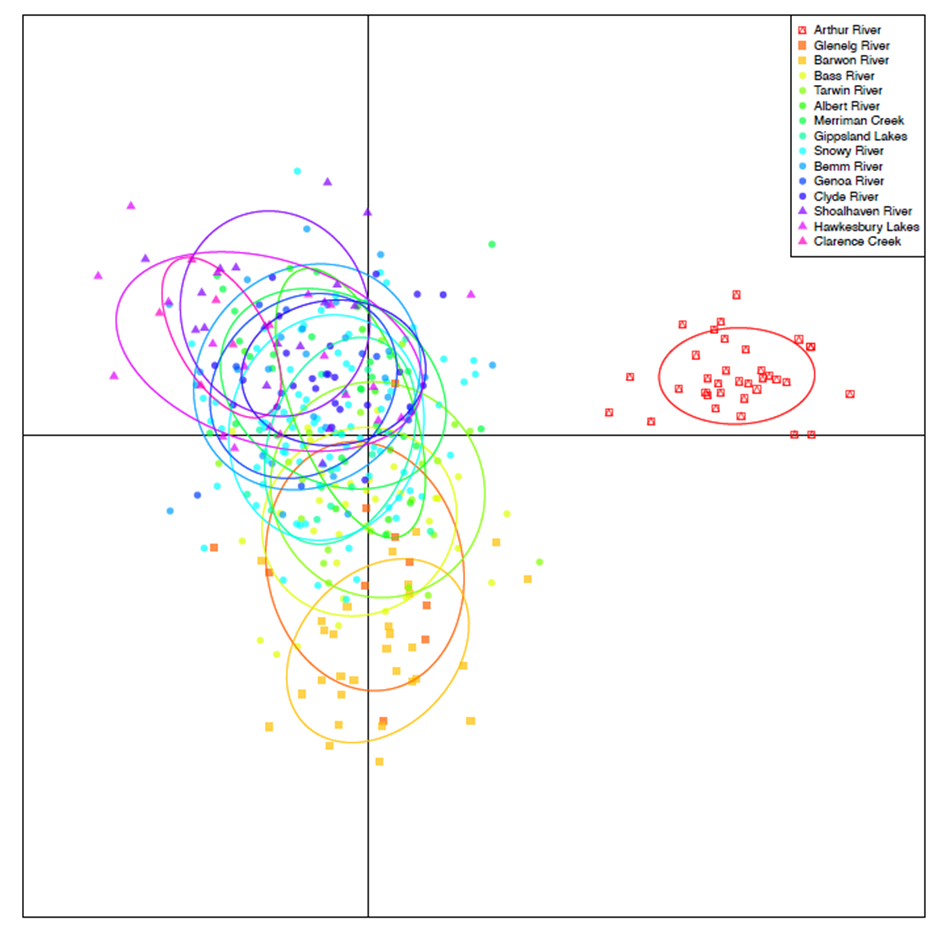 Arthur River
Glenelg River
Barwon River
Bass River
Tarwin River
Albert River
Merriman Creek
Gippsland Lakes
Snowy River
Bemm River
Genoa River
Clyde River
Shoalhaven River
Hawkesbury Lakes
Clarence Creek